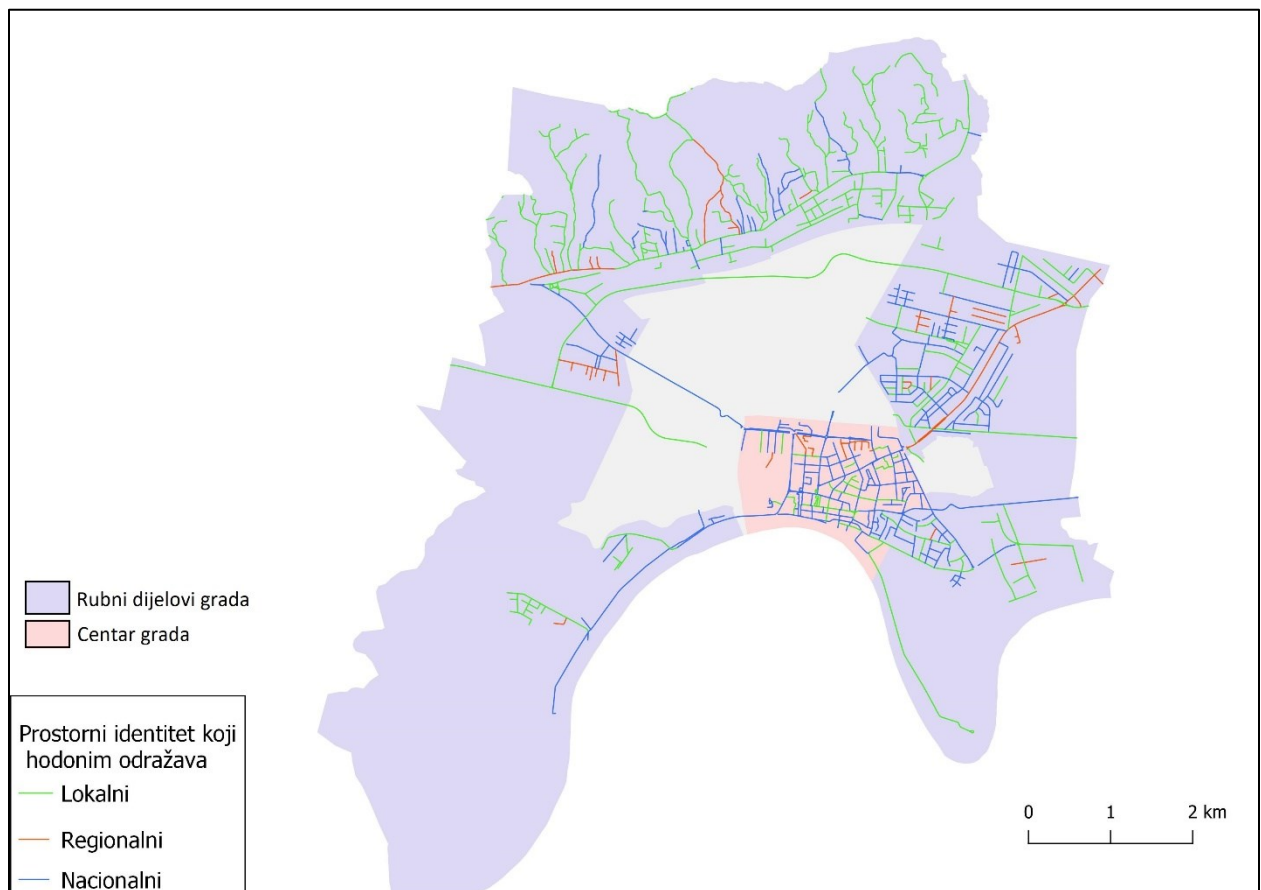 Rubni dijelovi grada
Centar grada
Prostorni identitet koji
hodonim odražava
Lokalni
Regionalni
Nacionalni
0 1 2 km